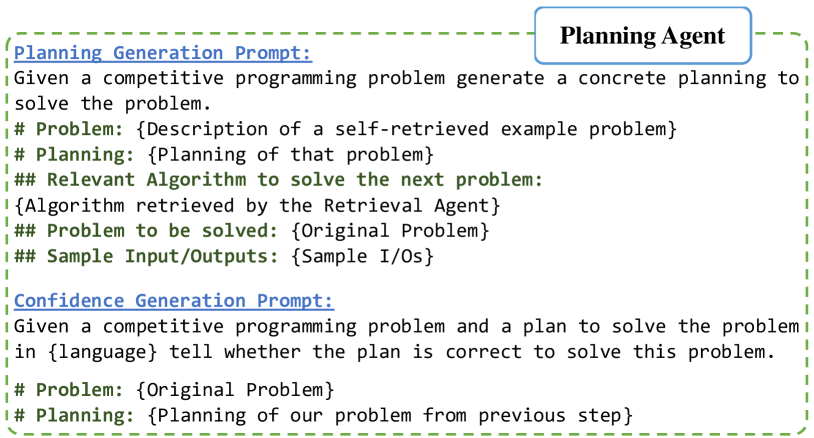 Planning Agent
Planning Generation Prompt:
Given a competitive programming problem generate a concrete planning to
solve the problem.
# Problem: {Description of a self-retrieved example problem}
# Planning: {Planning of that problem}
## Relevant Algorithm to solve the next problem:
{Algorithm retrieved by the Retrieval Agent}
## Problem to be solved: {Original Problem}
## Sample Input/Outputs: {Sample I/Os}
Confidence Generation Prompt:
Given a competitive programming problem and a plan to solve the problem
in {language} tell whether the plan is correct to solve this problem.
# Problem: {Original Problem}
# Planning: {Planning of our problem from previous step}